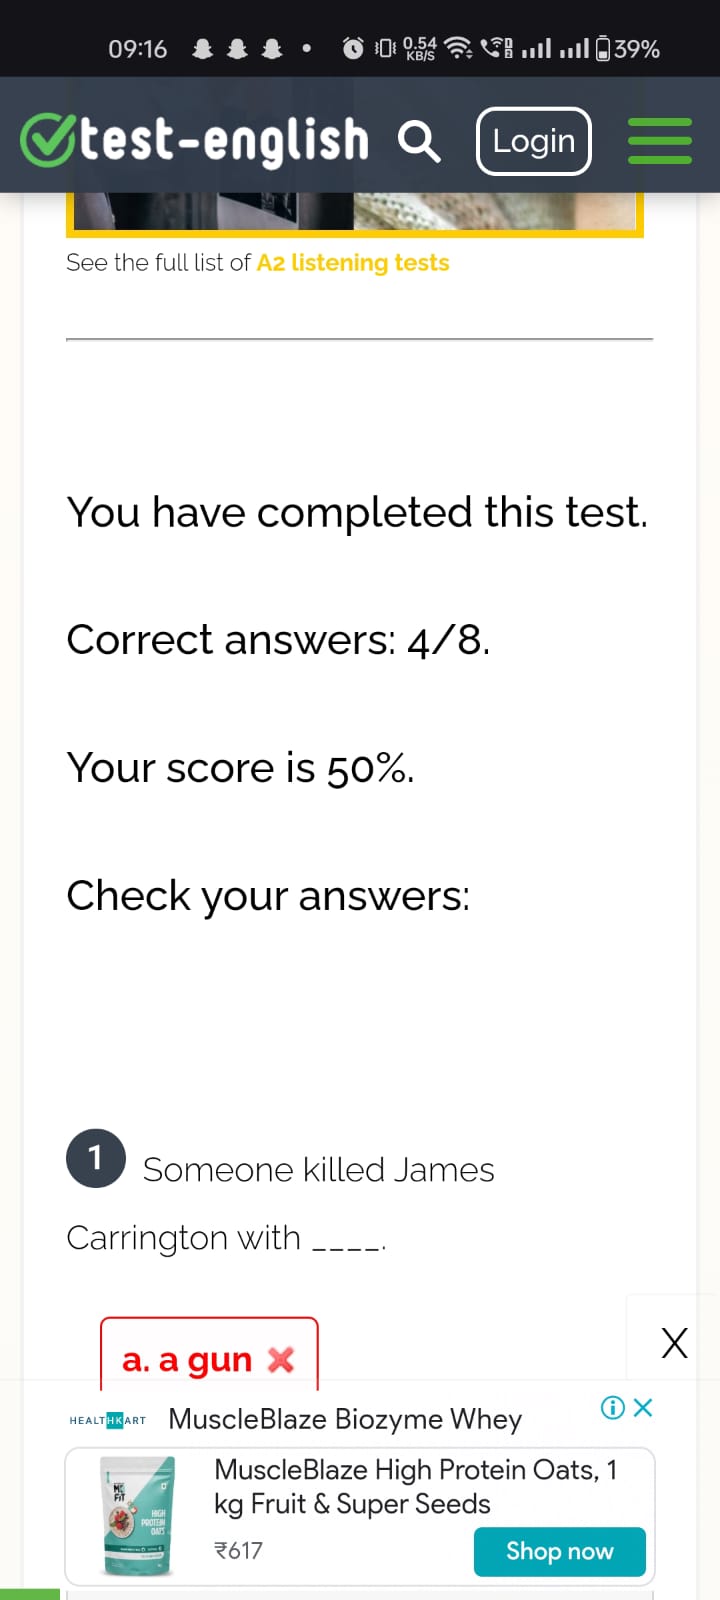 09:16 0.54 KB/S 39%
test-english Login
See the full list of A2 listening tests
You have completed this test.
Correct answers: 4/8.
Your score is 50%.
Check your answers:
1 Someone killed James
Carrington with ____.
a. a gun
X
HEALTHKART MuscleBlaze Biozyme Whey
MuscleBlaze High Protein Oats, 1
kg Fruit & Super Seeds
₹617
Shop now
HIGH
PROTEIN
OATS